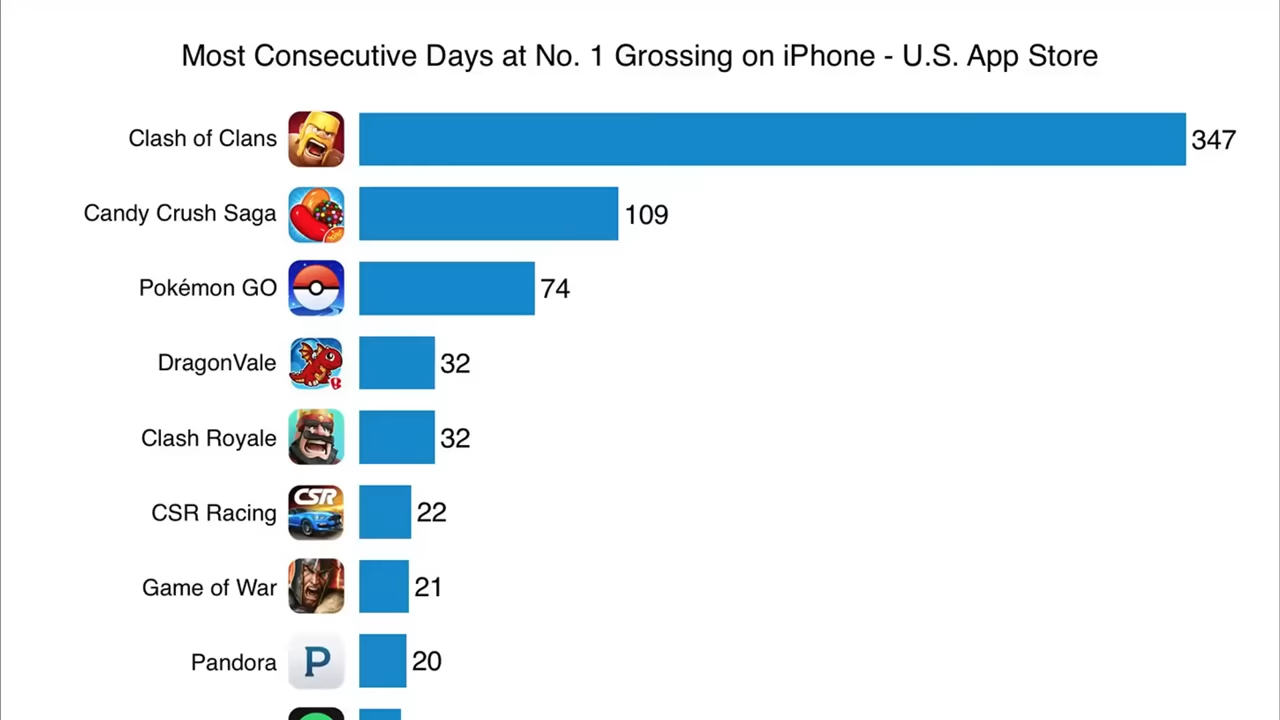 Most Consecutive Days at No. 1 Grossing on iPhone - U.S. App Store
Clash of Clans 347
Candy Crush Saga 109
Pokémon GO 74
DragonVale 32
Clash Royale 32
CSR Racing 22
CSR
Game of War 21
Pandora P 20